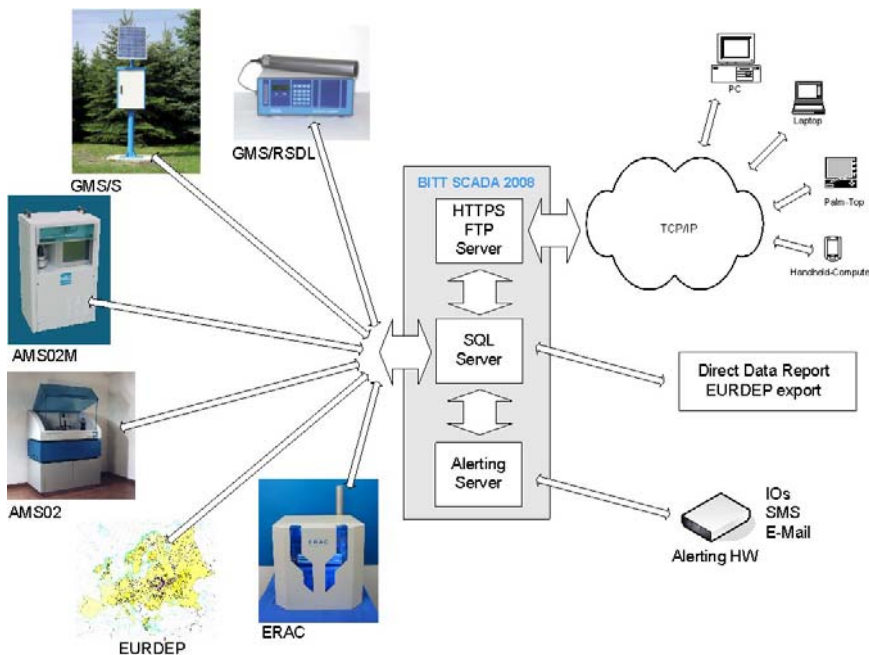 GMS/S
GMS/RSDL
AMS02M
AMS02
EURDEP
ERAC
ERAC
BITT SCADA 2008
HTTPS
FTP
Server
SQL
Server
Alerting
Server
TCP/IP
PC
Laptop
Palm-Top
Handheld-Compute
Direct Data Report
EURDEP export
IOs
SMS
E-Mail
Alerting HW